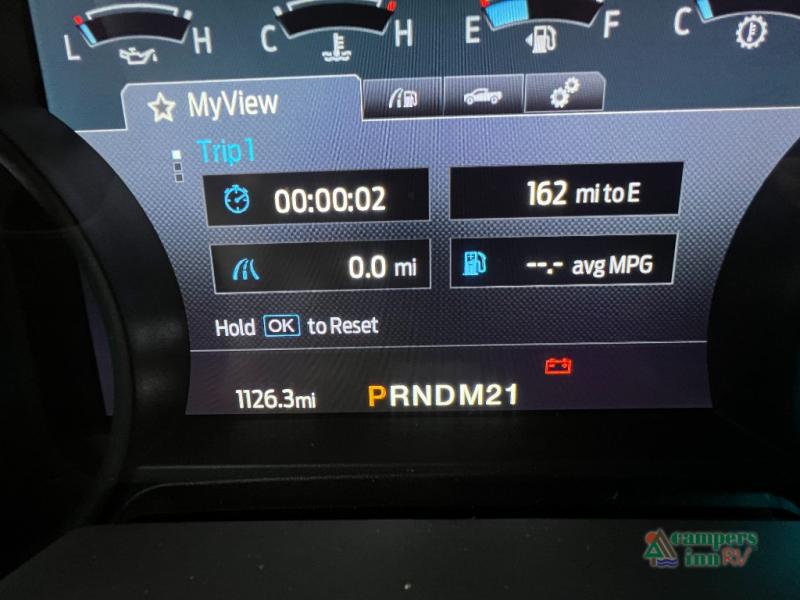 L H C H E F C
MyView
Trip 1
00:00:02 162 mi to E
0.0 mi --.- avg MPG
Hold OK to Reset
1126.3mi PRNDM21
campers
inn RV